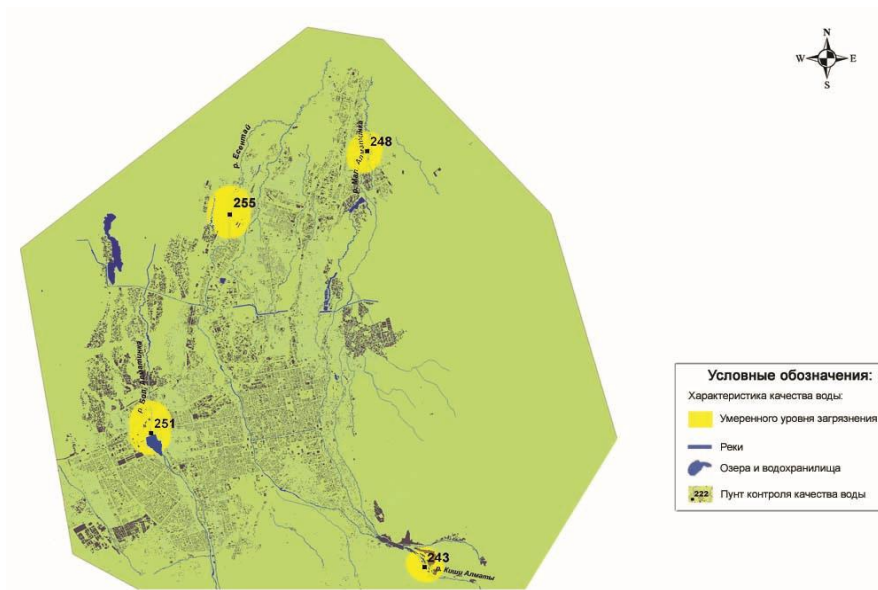 N
W E
S
248
р. Мал. Алматинка
р. Есентай
255
р. Бол. Алматинка
251
243
р. Киши Алматы
Условные обозначения:
Характеристика качества воды:
Умеренного уровня загрязнения
Реки
Озера и водохранилища
222 Пункт контроля качества воды